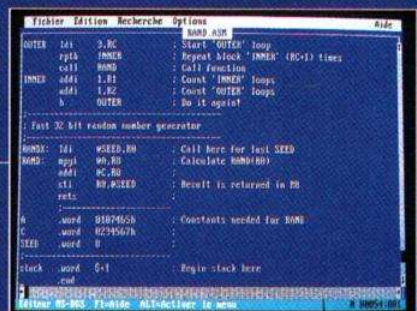 Fichier Edition Recherche Options Aide
RAND.ASM
OUTER ldi 3,RC ; Start 'OUTER' loop
rptb INNER ; Repeat block 'INNER' (RC+1) times
call RAND ; Call function
INNER addi 1,R1 ; Count 'INNER' loops
addi 1,R2 ; Count 'OUTER' loops
b OUTER ; Do it again!
;
; Fast 32 bit random number generator
;
RANDX: ldi @SEED,R0 ; Call here for last SEED
RAND: mpyi @A,R0 ; Calculate RAND(R0)
addi @C,R0 ;
sti R0,@SEED ; Result is returned in R0
rets ;
;
A .word 0107465h ; Constants needed for RAND
C .word 0234567h ;
SEED .word 0 ;
;
stack .word $+1 ; Begin stack here
.end
Editeur MS-DOS F1=Aide ALT=Activer le menu N 00054:001